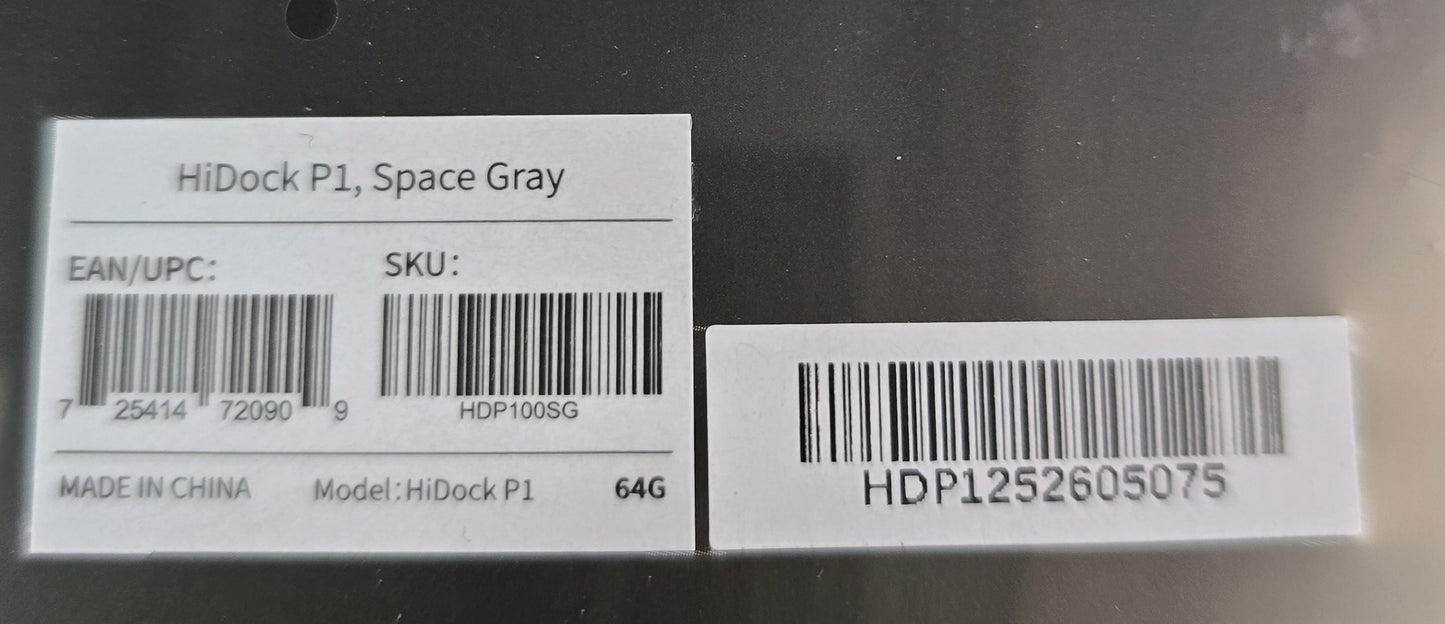 HiDock P1, Space Gray
EAN/UPC:
7 25414 72090 9
SKU:
HDP100SG
MADE IN CHINA Model:HiDock P1 64G
HDP1252605075